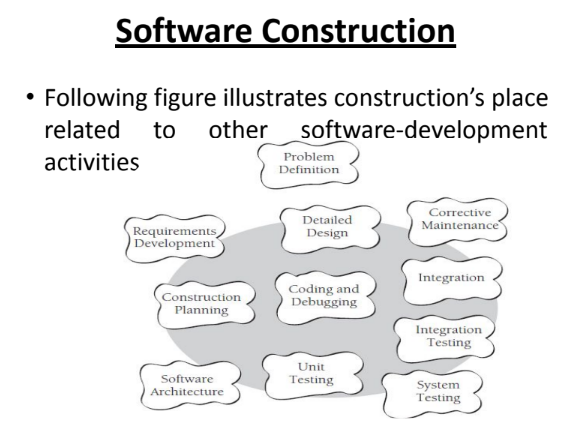 Software Construction
• Following figure illustrates construction's place
related to other software-development
activities
Problem
Definition
Detailed
Design
Corrective
Maintenance
Requirements
Development
Integration
Coding and
Debugging
Construction
Planning
Integration
Testing
Unit
Testing
Software
Architecture
System
Testing